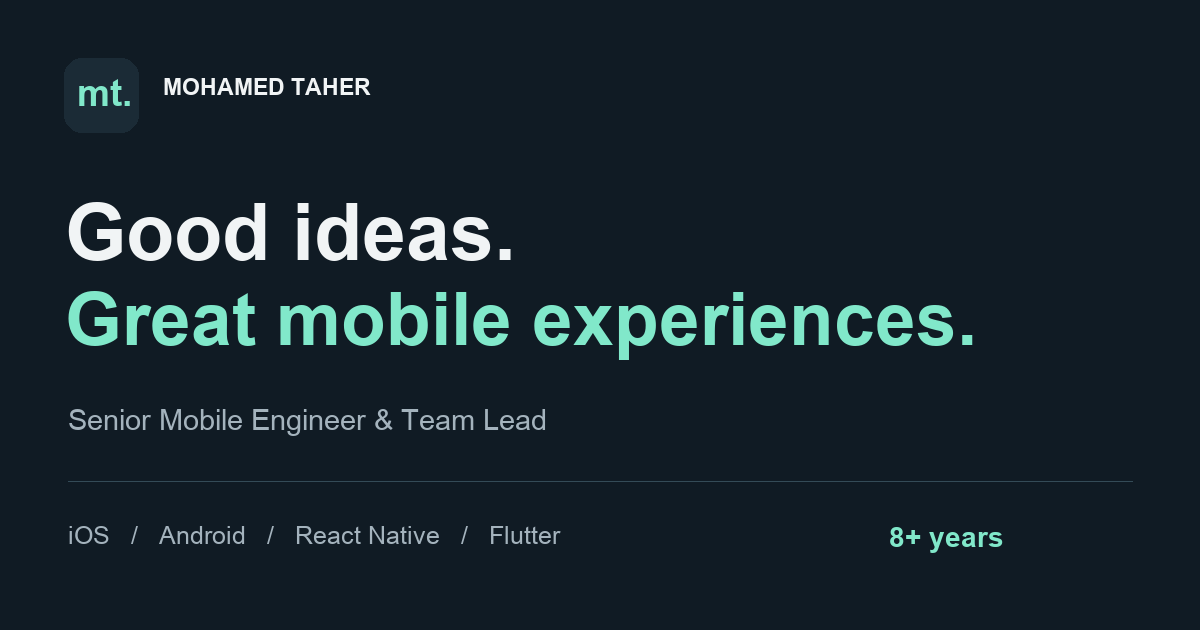 mt.
MOHAMED TAHER
Good ideas.
Great mobile experiences.
Senior Mobile Engineer & Team Lead
iOS / Android / React Native / Flutter
8+ years